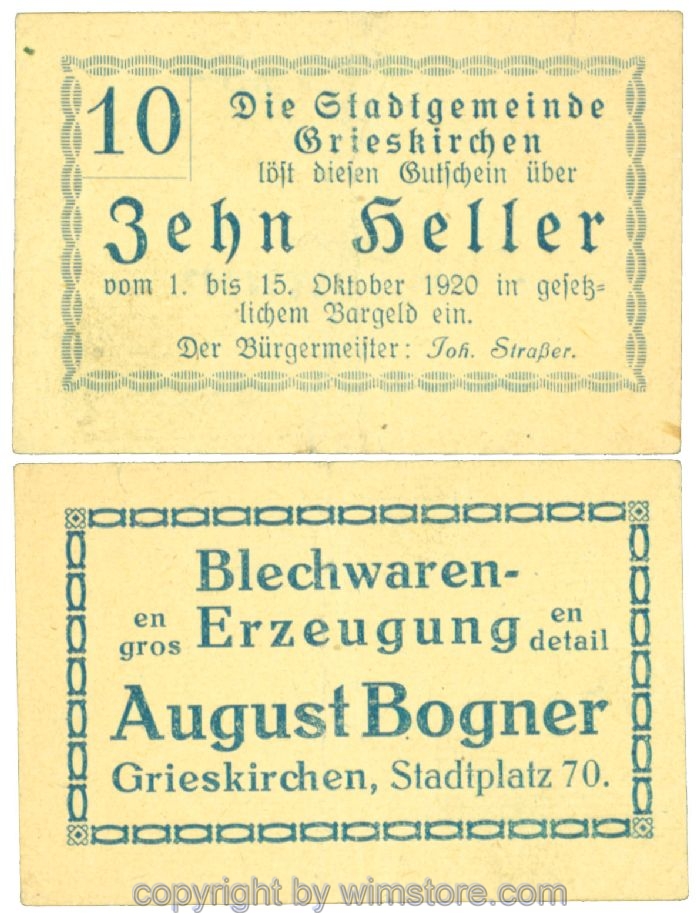 10
Die Stadtgemeinde
Grieskirchen
löst diesen Gutschein über
Zehn Heller
vom 1. bis 15. Oktober 1920 in gesetz-
lichem Bargeld ein.
Der Bürgermeister: Joh. Straßer.
Blechwaren-
en gros Erzeugung en detail
August Bogner
Grieskirchen, Stadtplatz 70.
copyright by wimstore.com